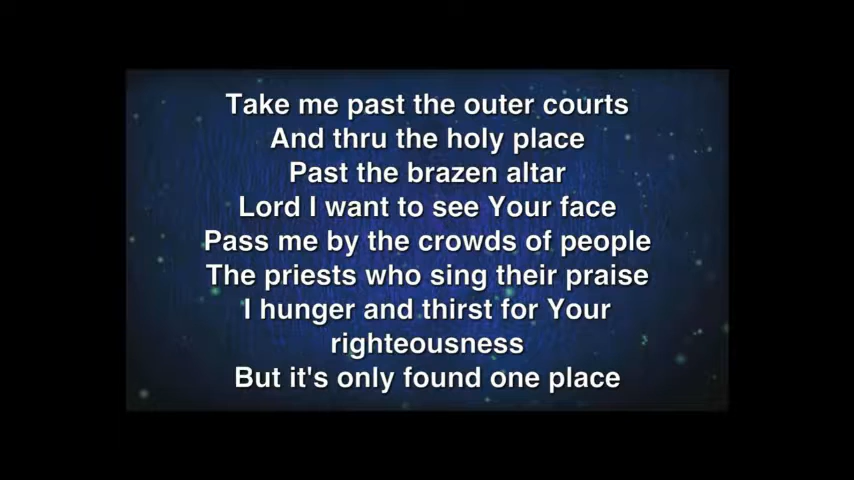 Take me past the outer courts
And thru the holy place
Past the brazen altar
Lord I want to see Your face
Pass me by the crowds of people
The priests who sing their praise
I hunger and thirst for Your
righteousness
But it's only found one place